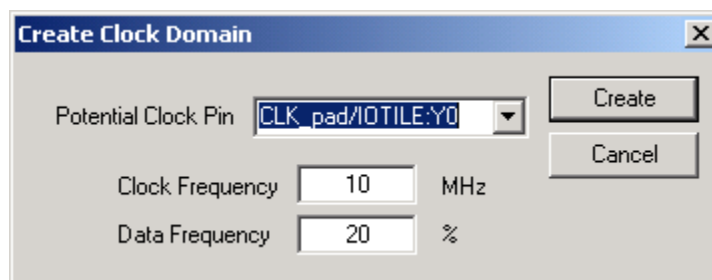 Create Clock Domain
Potential Clock Pin CLK_pad/IOTILE:Y0 Create
Cancel
Clock Frequency 10 MHz
Data Frequency 20 %